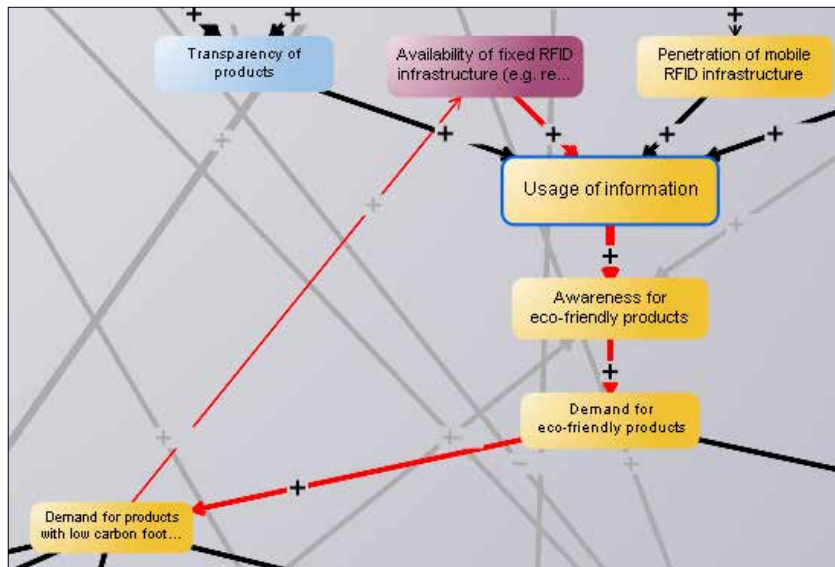 Transparency of
products
Availability of fixed RFID
infrastructure (e.g. re...
Penetration of mobile
RFID infrastructure
Usage of information
Awareness for
eco-friendly products
Demand for
eco-friendly products
Demand for products
with low carbon foot...